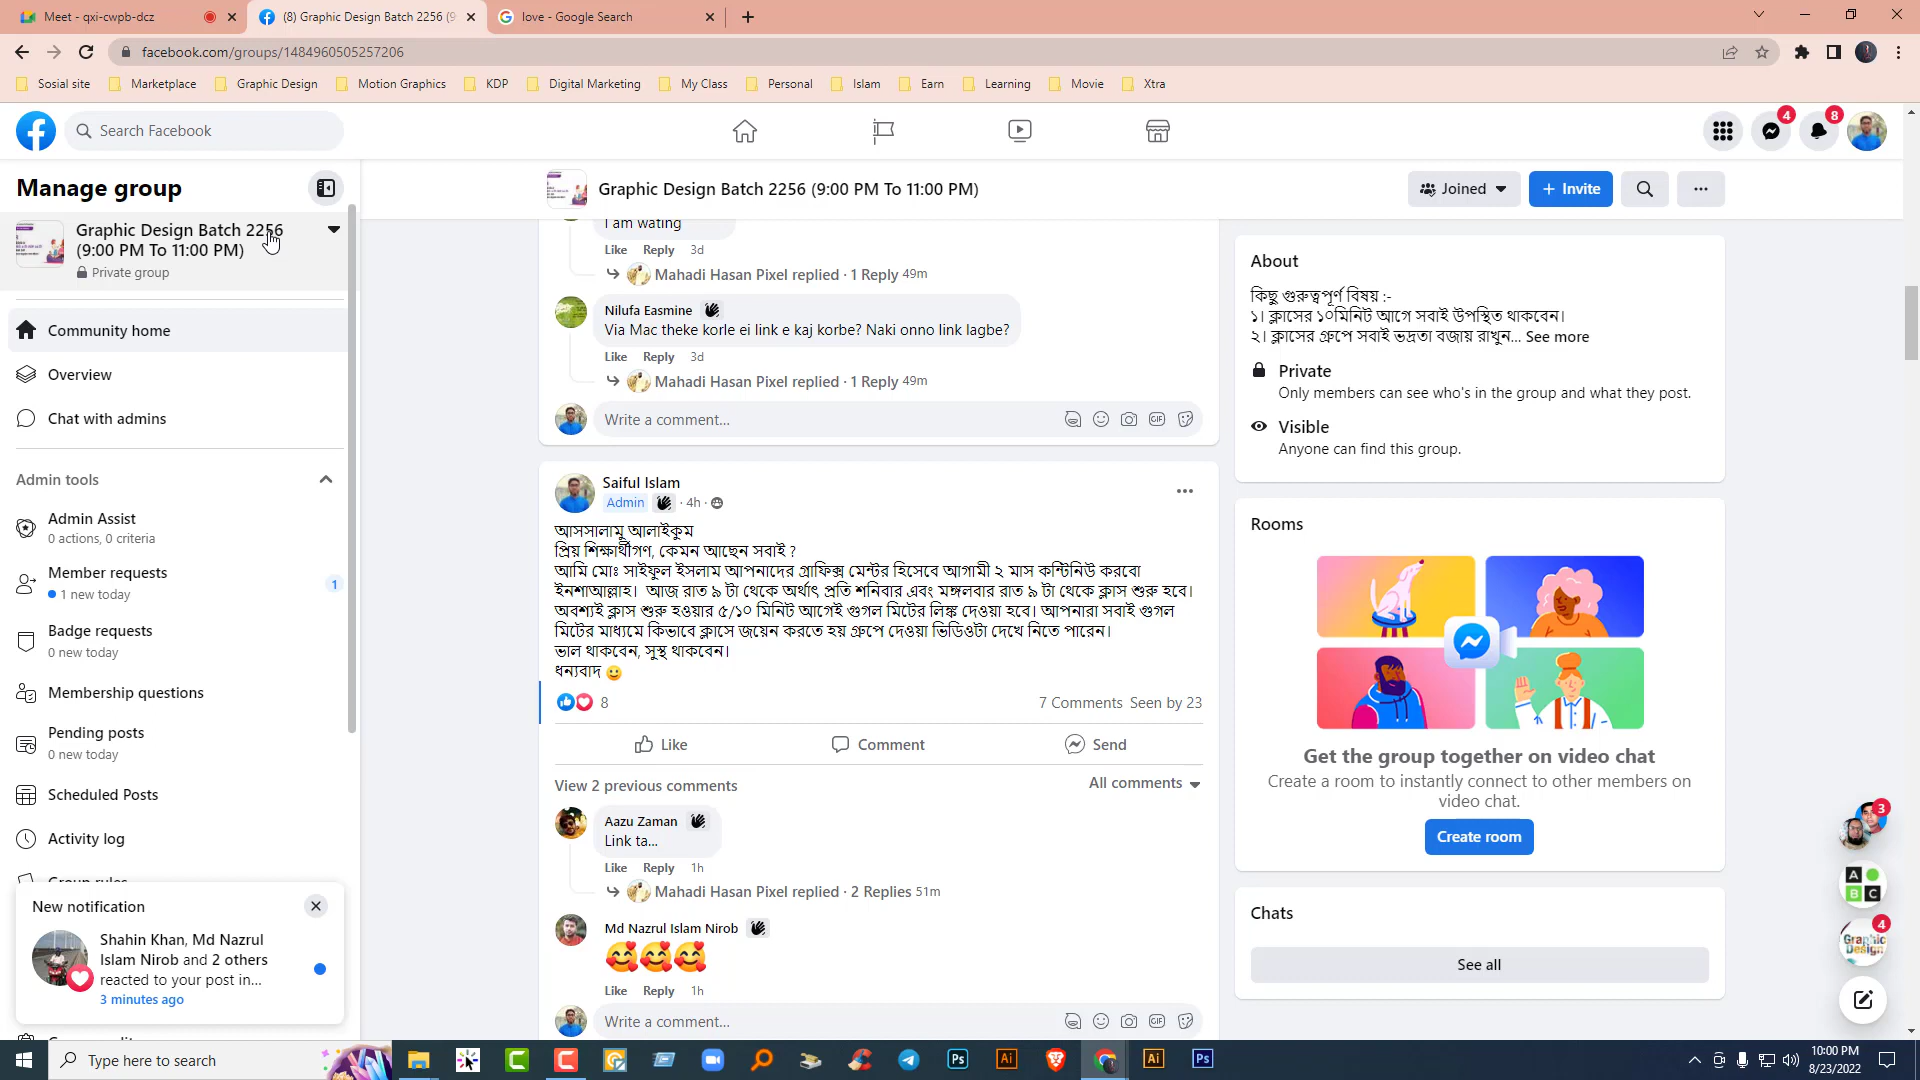 Meet - qxi-cwpb-dcz
(8) Graphic Design Batch 2256 (9:
love - Google Search
facebook.com/groups/1484960505257206
Sosial site
Marketplace
Graphic Design
Motion Graphics
KDP
Digital Marketing
My Class
Personal
Islam
Earn
Learning
Movie
Xtra
Search Facebook
4
8
Manage group
Graphic Design Batch 2256
(9:00 PM To 11:00 PM)
Private group
Community home
Overview
Chat with admins
Admin tools
Admin Assist
0 actions, 0 criteria
Member requests
1 new today
1
Badge requests
0 new today
Membership questions
Pending posts
0 new today
Scheduled Posts
Activity log
New notification
Shahin Khan, Md Nazrul
Islam Nirob and 2 others
reacted to your post in...
3 minutes ago
Graphic Design Batch 2256 (9:00 PM To 11:00 PM)
Joined
+ Invite
I am wating
Like Reply 3d
Mahadi Hasan Pixel replied · 1 Reply 49m
Nilufa Easmine
Via Mac theke korle ei link e kaj korbe? Naki onno link lagbe?
Like Reply 3d
Mahadi Hasan Pixel replied · 1 Reply 49m
Write a comment...
GIF
Saiful Islam
Admin · 4h ·
আসসালামু আলাইকুম
প্রিয় শিক্ষার্থীগণ, কেমন আছেন সবাই ?
আমি মোঃ সাইফুল ইসলাম আপনাদের গ্রাফিক্স মেন্টর হিসেবে আগামী ২ মাস কন্টিনিউ করবো
ইনশাআল্লাহ। আজ রাত ৯ টা থেকে অর্থাৎ প্রতি শনিবার এবং মঙ্গলবার রাত ৯ টা থেকে ক্লাস শুরু হবে।
অবশ্যই ক্লাস শুরু হওয়ার ৫/১০ মিনিট আগেই গুগল মিটের লিঙ্ক দেওয়া হবে। আপনারা সবাই গুগল
মিটের মাধ্যমে কিভাবে ক্লাসে জয়েন করতে হয় গ্রুপে দেওয়া ভিডিওটা দেখে নিতে পারেন।
ভাল থাকবেন, সুস্থ থাকবেন।
ধন্যবাদ
8
7 Comments Seen by 23
Like
Comment
Send
View 2 previous comments
All comments
Aazu Zaman
Link ta...
Like Reply 1h
Mahadi Hasan Pixel replied · 2 Replies 51m
Md Nazrul Islam Nirob
Like Reply 1h
Write a comment...
GIF
About
কিছু গুরুত্বপূর্ণ বিষয় :-
১। ক্লাসের ১০মিনিট আগে সবাই উপস্থিত থাকবেন।
২। ক্লাসের গ্রুপে সবাই ভদ্রতা বজায় রাখুন... See more
Private
Only members can see who's in the group and what they post.
Visible
Anyone can find this group.
Rooms
Get the group together on video chat
Create a room to instantly connect to other members on
video chat.
Create room
Chats
See all
3
A
B C
4
Graphic
Design
Type here to search
Ps
Ai
Ai
Ps
10:00 PM
8/23/2022